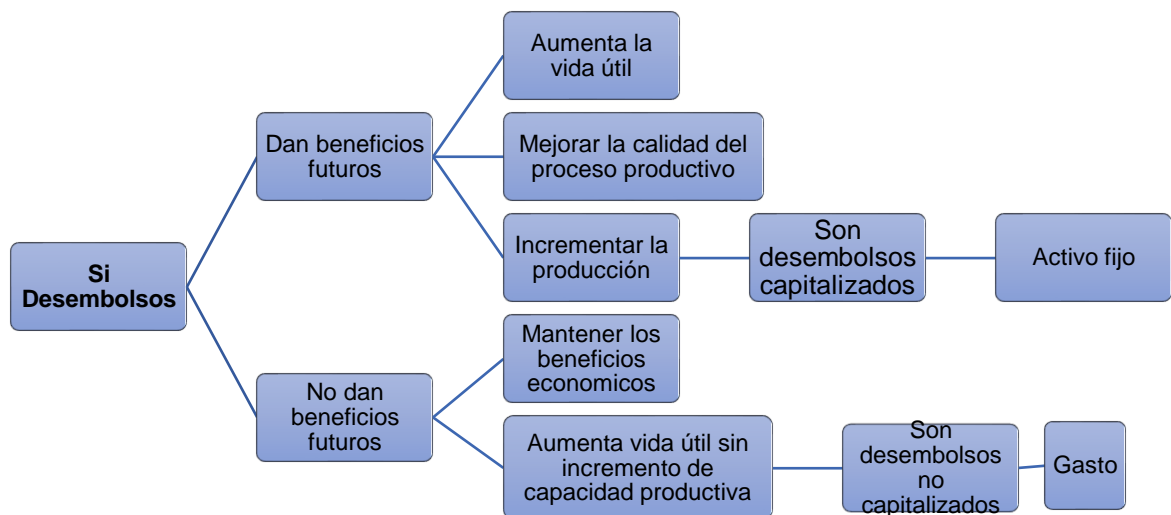 Aumenta la
vida útil
Dan beneficios
futuros
Mejorar la calidad del
proceso productivo
Incrementar la
producción
Son
desembolsos
capitalizados
Activo fijo
Si
Desembolsos
Mantener los
beneficios
economicos
No dan
beneficios
futuros
Aumenta vida útil sin
incremento de
capacidad productiva
Son
desembolsos
no
capitalizados
Gasto